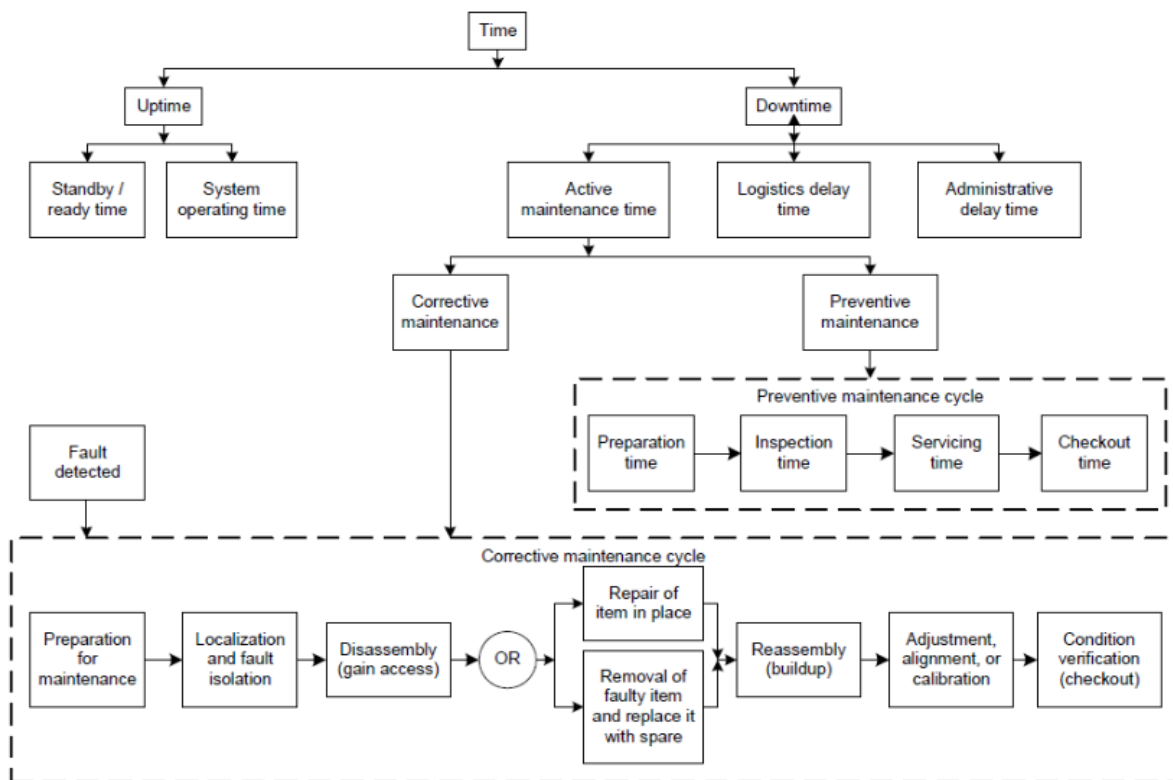 Time
Uptime
Downtime
Standby /
ready time
System
operating time
Active
maintenance time
Logistics delay
time
Administrative
delay time
Corrective
maintenance
Preventive
maintenance
Preventive maintenance cycle
Preparation
time
Inspection
time
Servicing
time
Checkout
time
Fault
detected
Corrective maintenance cycle
Preparation
for
maintenance
Localization
and fault
isolation
Disassembly
(gain access)
OR
Repair of
item in place
Removal of
faulty item
and replace it
with spare
Reassembly
(buildup)
Adjustment,
alignment, or
calibration
Condition
verification
(checkout)